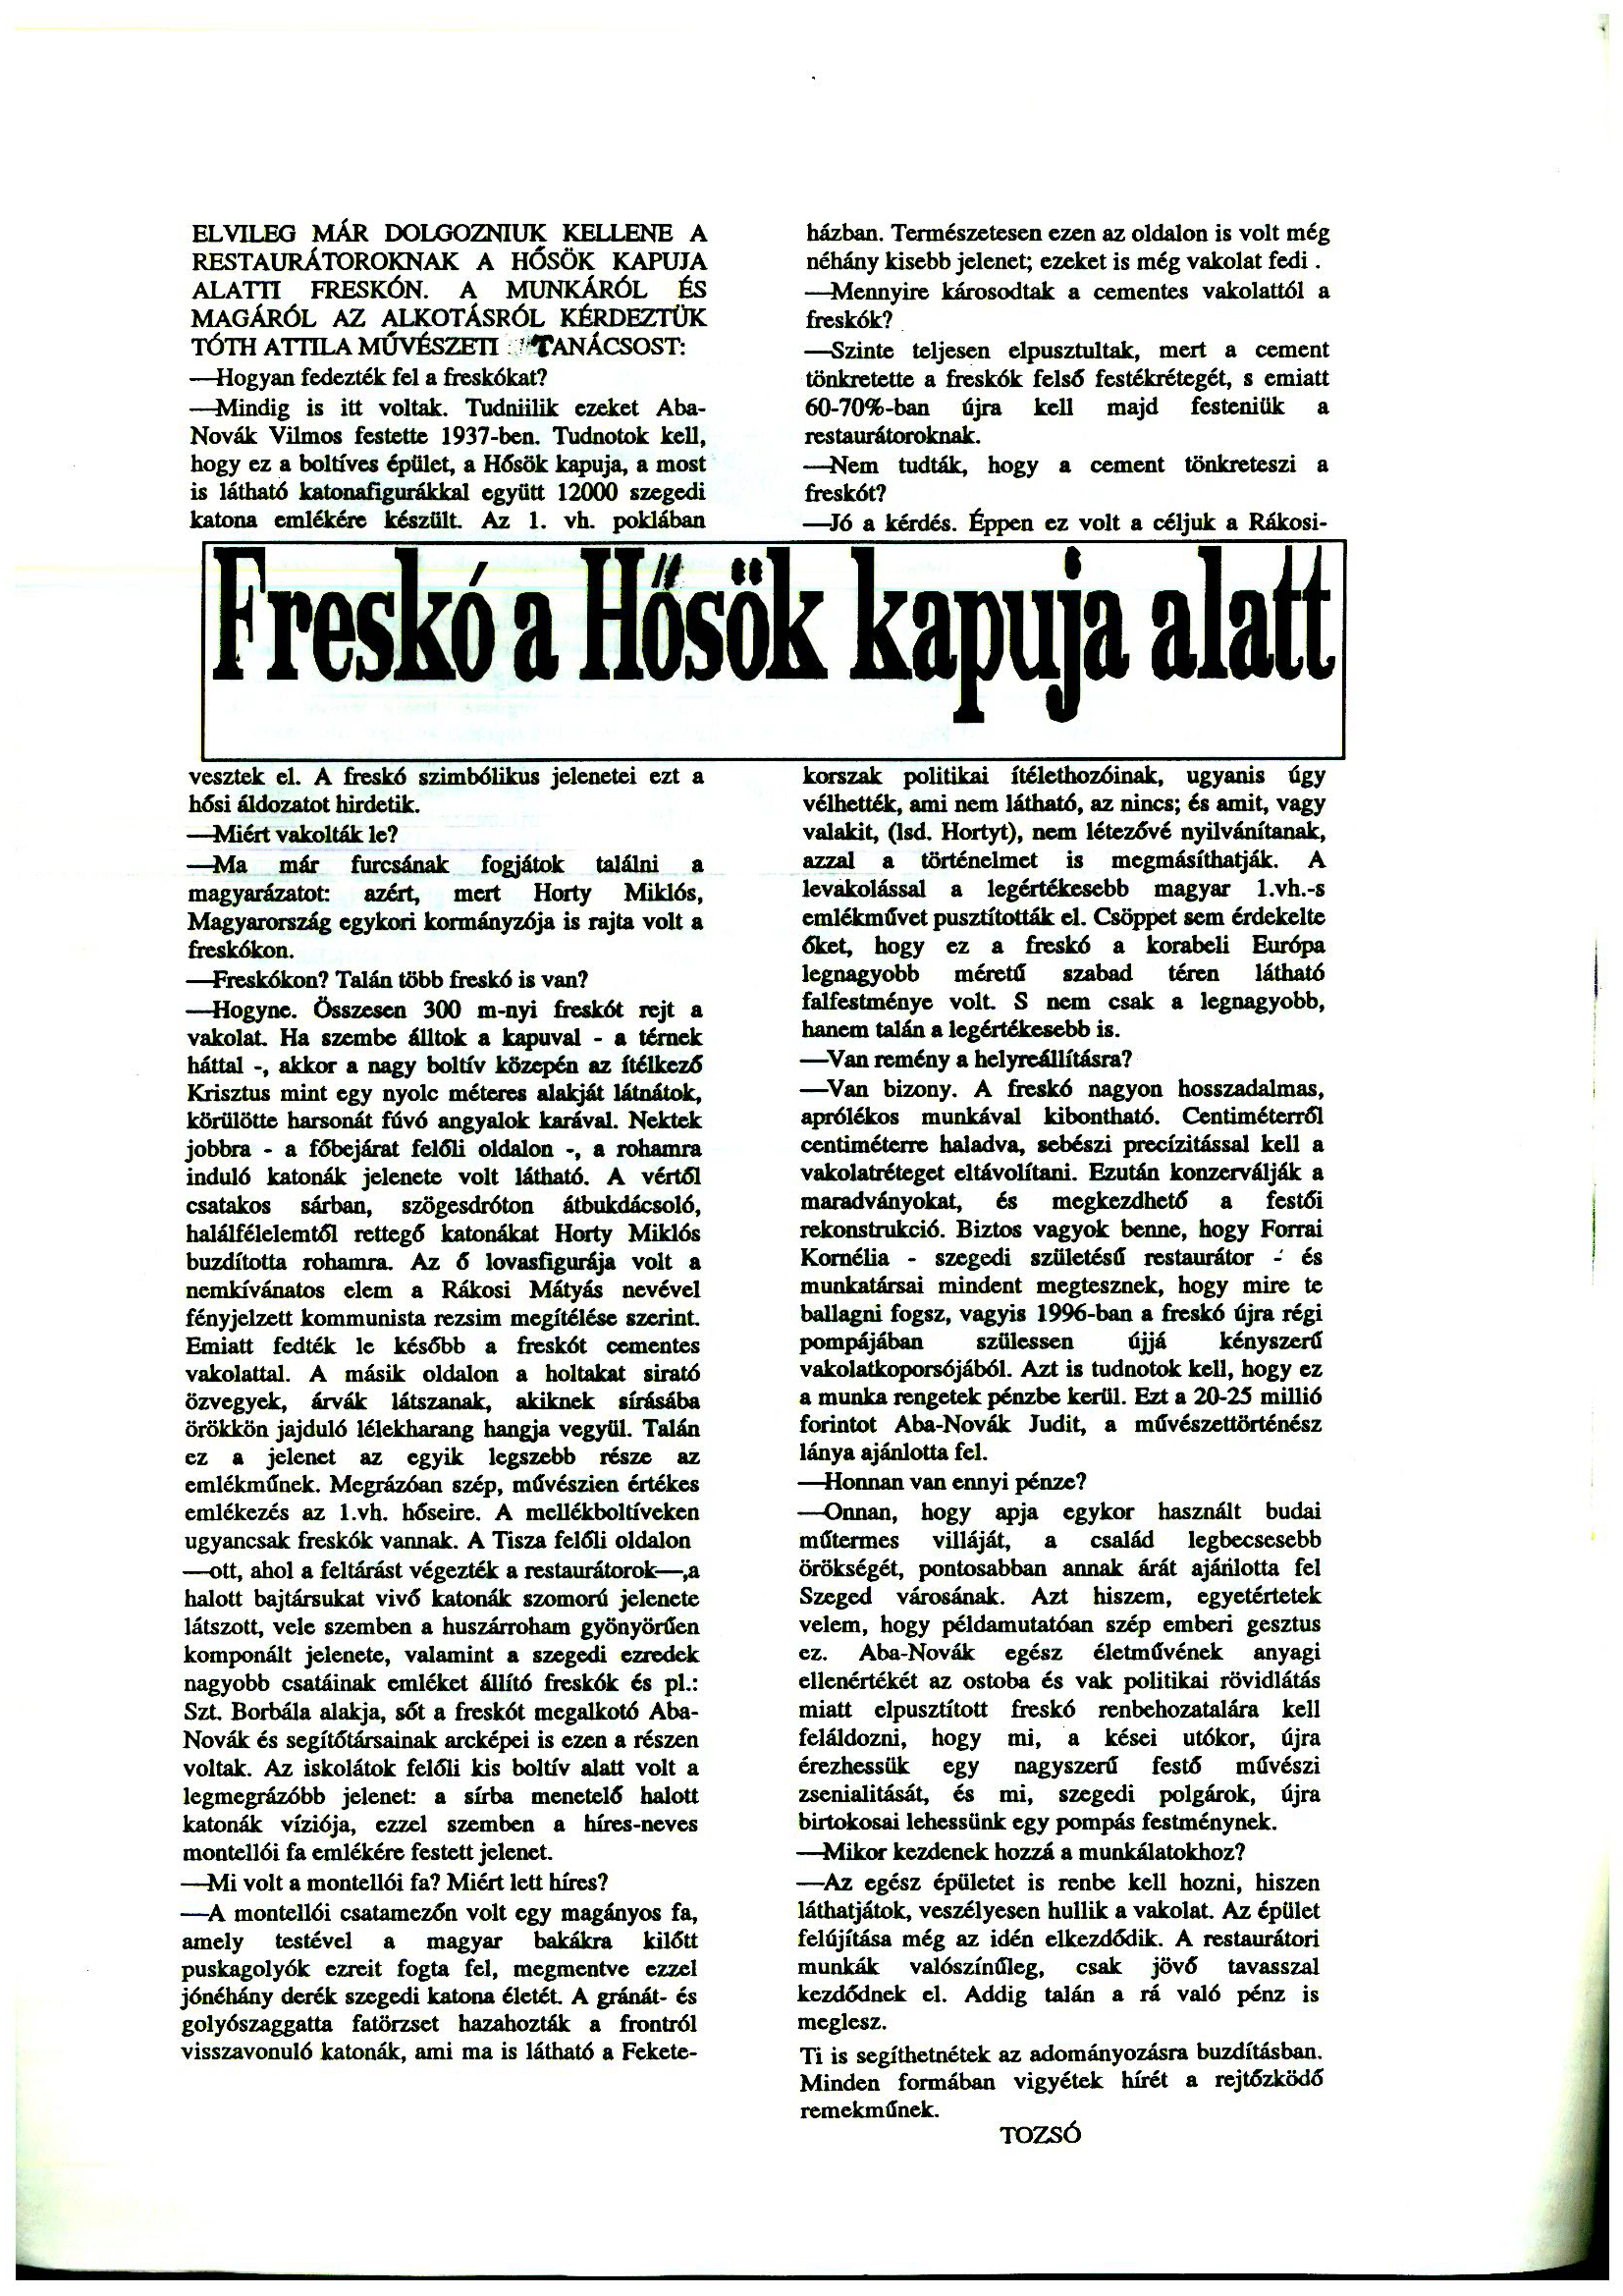 ELVILEG MÁR DOLGOZNIUK KELLENE A
RESTAURÁTOROKNAK A HŐSÖK KAPUJA
ALATTI FRESKÓN. A MUNKÁRÓL ÉS
MAGÁRÓL AZ ALKOTÁSRÓL KÉRDEZTÜK
TÓTH ATTILA MŰVÉSZETI TANÁCSOST:
—Hogyan fedezték fel a freskókat?
—Mindig is itt voltak. Tudniilik ezeket Aba-
Novák Vilmos festette 1937-ben. Tudnotok kell,
hogy ez a boltíves épület, a Hősök kapuja, a most
is látható katonafigurákkal együtt 12000 szegedi
katona emlékére készült. Az 1. vh. poklában
Freskó a Hősök kapuja alatt
vesztek el. A freskó szimbólikus jelenetei ezt a
hősi áldozatot hirdetik.
—Miért vakolták le?
—Ma már furcsának fogjátok találni a
magyarázatot: azért, mert Horty Miklós,
Magyarország egykori kormányzója is rajta volt a
freskókon.
—Freskókon? Talán több freskó is van?
—Hogyne. Összesen 300 m-nyi freskót rejt a
vakolat. Ha szembe álltok a kapuval - a térnek
háttal -, akkor a nagy boltív közepén az ítélkező
Krisztus mint egy nyolc méteres alakját látnátok,
körülötte harsonát fúvó angyalok karával. Nektek
jobbra - a főbejárat felőli oldalon -, a rohamra
induló katonák jelenete volt látható. A vértől
csatakos sárban, szögesdróton átbukdácsoló,
halálfélelemtől rettegő katonákat Horty Miklós
buzdította rohamra. Az ő lovasfigurája volt a
nemkívánatos elem a Rákosi Mátyás nevével
fényjelzett kommunista rezsim megítélése szerint.
Emiatt fedték le később a freskót cementes
vakolattal. A másik oldalon a holtakat sirató
özvegyek, árvák látszanak, akiknek sírásába
örökkön jajduló lélekharang hangja vegyül. Talán
ez a jelenet az egyik legszebb része az
emlékműnek. Megrázóan szép, művészien értékes
emlékezés az 1.vh. hőseire. A mellékboltíveken
ugyancsak freskók vannak. A Tisza felőli oldalon
—ott, ahol a feltárást végezték a restaurátorok—,a
halott bajtársukat vivő katonák szomorú jelenete
látszott, vele szemben a huszárroham gyönyörűen
komponált jelenete, valamint a szegedi ezredek
nagyobb csatáinak emléket állító freskók és pl.:
Szt. Borbála alakja, sőt a freskót megalkotó Aba-
Novák és segítőtársainak arcképei is ezen a részen
voltak. Az iskolátok felőli kis boltív alatt volt a
legmegrázóbb jelenet: a sírba menetelő halott
katonák víziója, ezzel szemben a híres-neves
montellói fa emlékére festett jelenet.
—Mi volt a montellói fa? Miért lett híres?
—A montellói csatamezőn volt egy magányos fa,
amely testével a magyar bakákra kilőtt
puskagolyók ezreit fogta fel, megmentve ezzel
jónéhány derék szegedi katona életét. A gránát- és
golyószaggatta fatörzset hazahozták a frontról
visszavonuló katonák, ami ma is látható a Fekete-
házban. Természetesen ezen az oldalon is volt még
néhány kisebb jelenet; ezeket is még vakolat fedi .
—Mennyire károsodtak a cementes vakolattól a
freskók?
—Szinte teljesen elpusztultak, mert a cement
tönkretette a freskók felső festékrétegét, s emiatt
60-70%-ban újra kell majd festeniük a
restaurátoroknak.
—Nem tudták, hogy a cement tönkreteszi a
freskót?
—Jó a kérdés. Éppen ez volt a céljuk a Rákosi-
korszak politikai ítélethozóinak, ugyanis úgy
vélhették, ami nem látható, az nincs; és amit, vagy
valakit, (lsd. Hortyt), nem létezővé nyilvánítanak,
azzal a történelmet is megmásíthatják. A
levakolással a legértékesebb magyar 1.vh.-s
emlékművet pusztították el. Csöppet sem érdekelte
őket, hogy ez a freskó a korabeli Európa
legnagyobb méretű szabad téren látható
falfestménye volt. S nem csak a legnagyobb,
hanem talán a legértékesebb is.
—Van remény a helyreállításra?
—Van bizony. A freskó nagyon hosszadalmas,
aprólékos munkával kibontható. Centiméterről
centiméterre haladva, sebészi precízitással kell a
vakolatréteget eltávolítani. Ezután konzerválják a
maradványokat, és megkezdhető a festői
rekonstrukció. Biztos vagyok benne, hogy Forrai
Kornélia - szegedi születésű restaurátor - és
munkatársai mindent megtesznek, hogy mire te
ballagni fogsz, vagyis 1996-ban a freskó újra régi
pompájában szülessen újjá kényszerű
vakolatkoporsójából. Azt is tudnotok kell, hogy ez
a munka rengetek pénzbe kerül. Ezt a 20-25 millió
forintot Aba-Novák Judit, a művészettörténész
lánya ajánlotta fel.
—Honnan van ennyi pénze?
—Onnan, hogy apja egykor használt budai
műtermes villáját, a család legbecsesebb
örökségét, pontosabban annak árát ajánlotta fel
Szeged városának. Azt hiszem, egyetértetek
velem, hogy példamutatóan szép emberi gesztus
ez. Aba-Novák egész életművének anyagi
ellenértékét az ostoba és vak politikai rövidlátás
miatt elpusztított freskó renbehozatalára kell
feláldozni, hogy mi, a kései utókor, újra
érezhessük egy nagyszerű festő művészi
zsenialitását, és mi, szegedi polgárok, újra
birtokosai lehessünk egy pompás festménynek.
—Mikor kezdenek hozzá a munkálatokhoz?
—Az egész épületet is renbe kell hozni, hiszen
láthatjátok, veszélyesen hullik a vakolat. Az épület
felújítása még az idén elkezdődik. A restaurátori
munkák valószínűleg, csak jövő tavasszal
kezdődnek el. Addig talán a rá való pénz is
meglesz.
Ti is segíthetnétek az adományozásra buzdításban.
Minden formában vigyétek hírét a rejtőzködő
remekműnek.
TOZSÓ